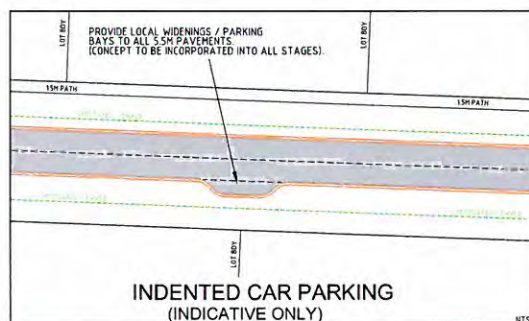 PROVIDE LOCAL WIDENINGS / PARKING
BAYS TO ALL 5.5M PAVEMENTS.
(CONCEPT TO BE INCORPORATED INTO ALL STAGES).
LOT BDY
LOT BDY
1.5M PATH
1.5M PATH
LOT BDY
INDENTED CAR PARKING
(INDICATIVE ONLY)
NTS